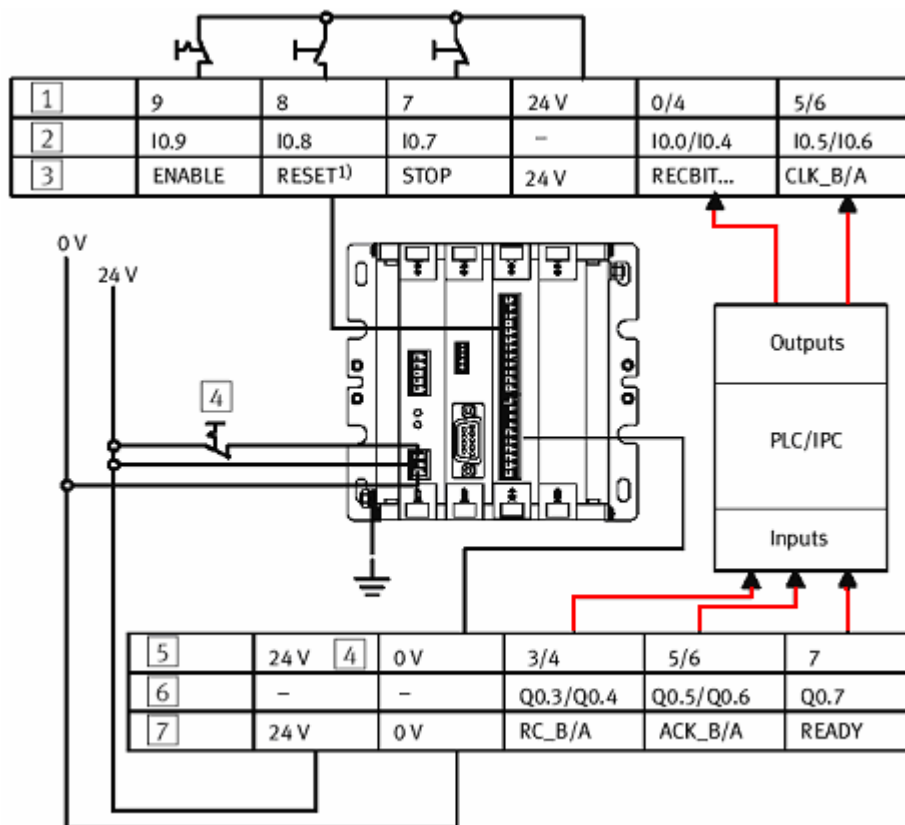 1 9 8 7 24 V 0/4 5/6
2 I0.9 I0.8 I0.7 – I0.0/I0.4 I0.5/I0.6
3 ENABLE RESET1) STOP 24 V RECBIT... CLK_B/A
0 V
24 V
4
Outputs
PLC/IPC
Inputs
5 24 V 4 0 V 3/4 5/6 7
6 – – Q0.3/Q0.4 Q0.5/Q0.6 Q0.7
7 24 V 0 V RC_B/A ACK_B/A READY